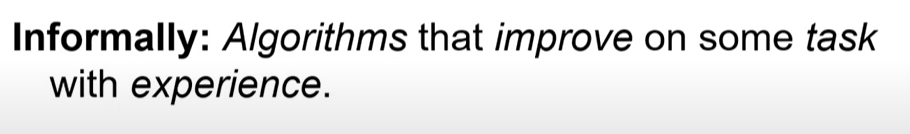 Informally: Algorithms that improve on some task
with experience.